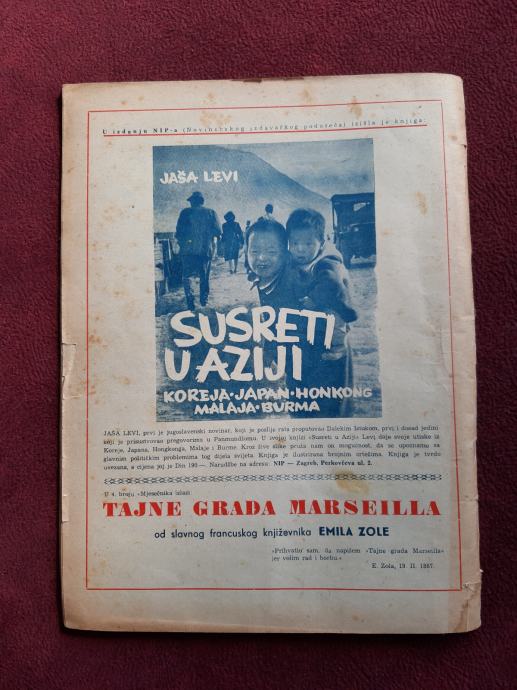 U izdanju NIP-a (Novinarskog izdavačkog poduzeća) izišla je knjiga:
JAŠA LEVI
SUSRETI
U AZIJI
KOREJA·JAPAN·HONKONG
MALAJA·BURMA
JAŠA LEVI, prvi je jugoslavenski novinar, koji je poslije rata proputovao Dalekim Istokom, prvi i dosad jedini
koji je prisustvovao pregovorima u Panmundžomu. U svojoj knjizi »Susreti u Aziji« Levi daje svoje utiske iz
Koreje, Japana, Hongkonga, Malaje i Burme. Kroz žive slike pruža nam on mogućnost, da se upoznamo sa
glavnim političkim problemima tog dijela svijeta. Knjiga je ilustrirana brojnim crtežima. Knjiga je tvrdo
uvezana, a cijena joj je Din 190.— Narudžbe na adresu: NIP — Zagreb, Perkovčeva ul. 2.
U 4. broju »Mjesečnika izlazi:
TAJNE GRADA MARSEILLA
od slavnog francuskog književnika EMILA ZOLE
»Prihvatio sam, da napišem »Tajne grada Marseilla«
jer volim rad i borbu.«
E. Zola, 19. II. 1867.